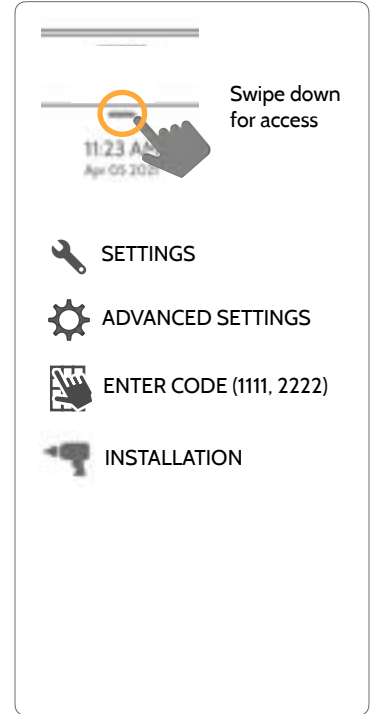 Swipe down
for access
11:23 AM
Apr 05 2021
SETTINGS
ADVANCED SETTINGS
ENTER CODE (1111, 2222)
INSTALLATION